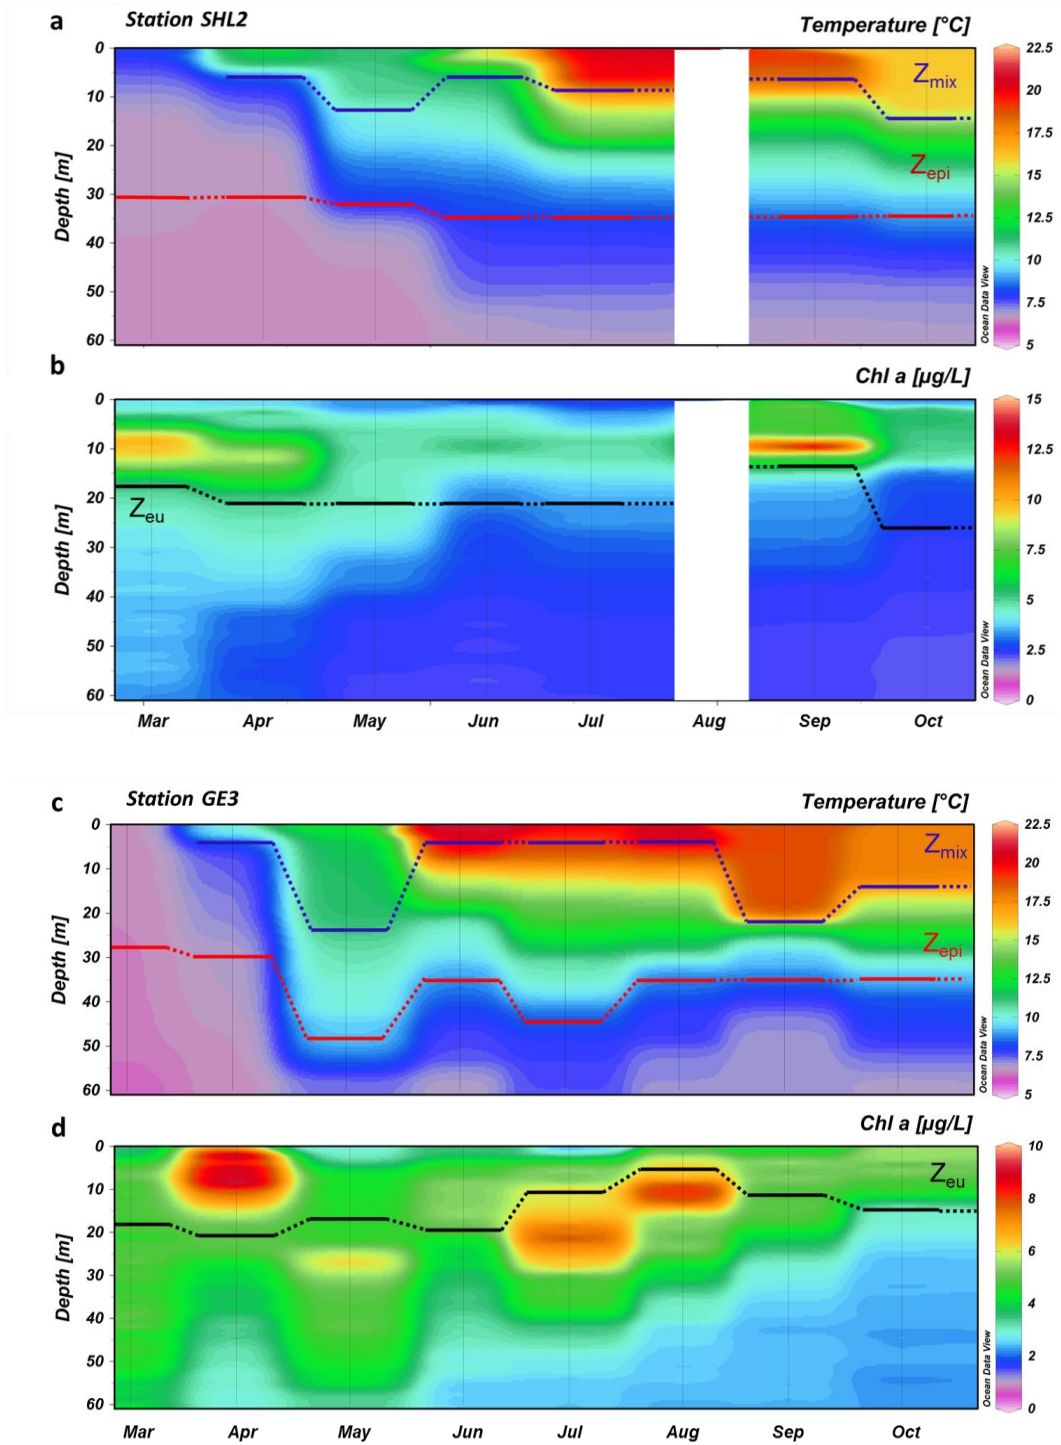 a Station SHL2 Temperature [°C]
0
10
20
30
40
50
60
Depth [m]
Zmix
Zepi
Ocean Data View
22.5
20
17.5
15
12.5
10
7.5
5
b Chl a [µg/L]
0
10
20
30
40
50
60
Depth [m]
Zeu
Ocean Data View
15
12.5
10
7.5
5
2.5
0
Mar Apr May Jun Jul Aug Sep Oct
c Station GE3 Temperature [°C]
0
10
20
30
40
50
60
Depth [m]
Zmix
Zepi
Ocean Data View
22.5
20
17.5
15
12.5
10
7.5
5
d Chl a [µg/L]
0
10
20
30
40
50
60
Depth [m]
Zeu
Ocean Data View
10
8
6
4
2
0
Mar Apr May Jun Jul Aug Sep Oct